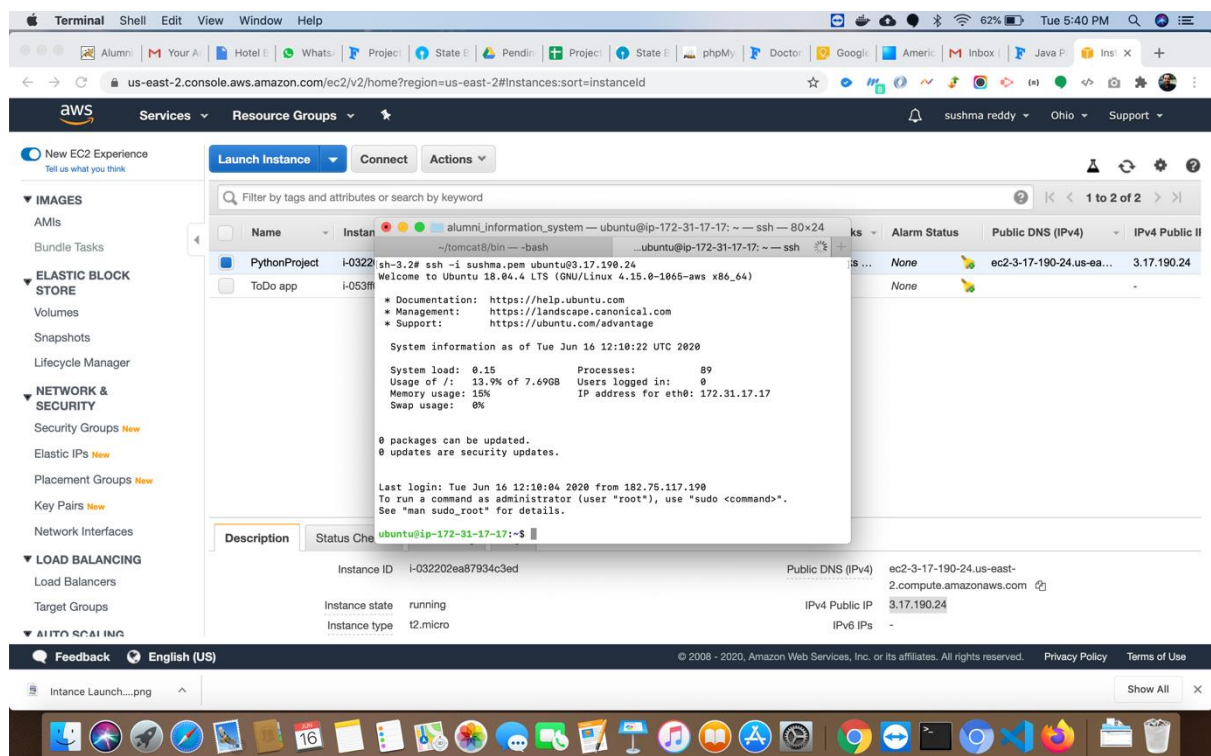 Terminal Shell Edit View Window Help 62% Tue 5:40 PM
Alumni Your Ac Hotel B Whats Project State B Pendin Project State B phpMy Doctor Google Americ Inbox ( Java P Inst
us-east-2.console.aws.amazon.com/ec2/v2/home?region=us-east-2#Instances:sort=instanceId
aws Services Resource Groups sushma reddy Ohio Support
New EC2 Experience
Tell us what you think
Launch Instance Connect Actions
IMAGES
AMIs
Bundle Tasks
ELASTIC BLOCK
STORE
Volumes
Snapshots
Lifecycle Manager
NETWORK &
SECURITY
Security Groups New
Elastic IPs New
Placement Groups New
Key Pairs New
Network Interfaces
LOAD BALANCING
Load Balancers
Target Groups
AUTO SCALING
Filter by tags and attributes or search by keyword 1 to 2 of 2
Name Instan ks Alarm Status Public DNS (IPv4) IPv4 Public IP
PythonProject i-0322 s ... None ec2-3-17-190-24.us-ea... 3.17.190.24
ToDo app i-053ff None -
alumni_information_system — ubuntu@ip-172-31-17-17: ~ — ssh — 80×24
~/tomcat8/bin — -bash ...ubuntu@ip-172-31-17-17: ~ — ssh
sh-3.2# ssh -i sushma.pem ubuntu@3.17.190.24
Welcome to Ubuntu 18.04.4 LTS (GNU/Linux 4.15.0-1065-aws x86_64)
* Documentation: https://help.ubuntu.com
* Management: https://landscape.canonical.com
* Support: https://ubuntu.com/advantage
System information as of Tue Jun 16 12:10:22 UTC 2020
System load: 0.15 Processes: 89
Usage of /: 13.9% of 7.69GB Users logged in: 0
Memory usage: 15% IP address for eth0: 172.31.17.17
Swap usage: 0%
0 packages can be updated.
0 updates are security updates.
Last login: Tue Jun 16 12:10:04 2020 from 182.75.117.190
To run a command as administrator (user "root"), use "sudo <command>".
See "man sudo_root" for details.
ubuntu@ip-172-31-17-17:~$
Description Status Che
Instance ID i-032202ea87934c3ed
Instance state running
Instance type t2.micro
Public DNS (IPv4) ec2-3-17-190-24.us-east-
2.compute.amazonaws.com
IPv4 Public IP 3.17.190.24
IPv6 IPs -
Feedback English (US) © 2008 - 2020, Amazon Web Services, Inc. or its affiliates. All rights reserved. Privacy Policy Terms of Use
Intance Launch....png Show All
JUN
16